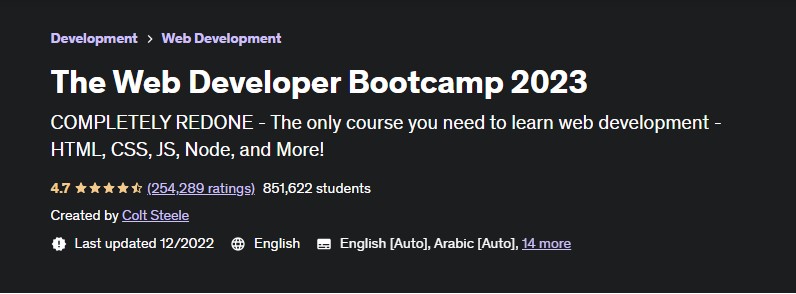 Development > Web Development
The Web Developer Bootcamp 2023
COMPLETELY REDONE - The only course you need to learn web development -
HTML, CSS, JS, Node, and More!
4.7 (254,289 ratings) 851,622 students
Created by Colt Steele
Last updated 12/2022 English English [Auto], Arabic [Auto], 14 more